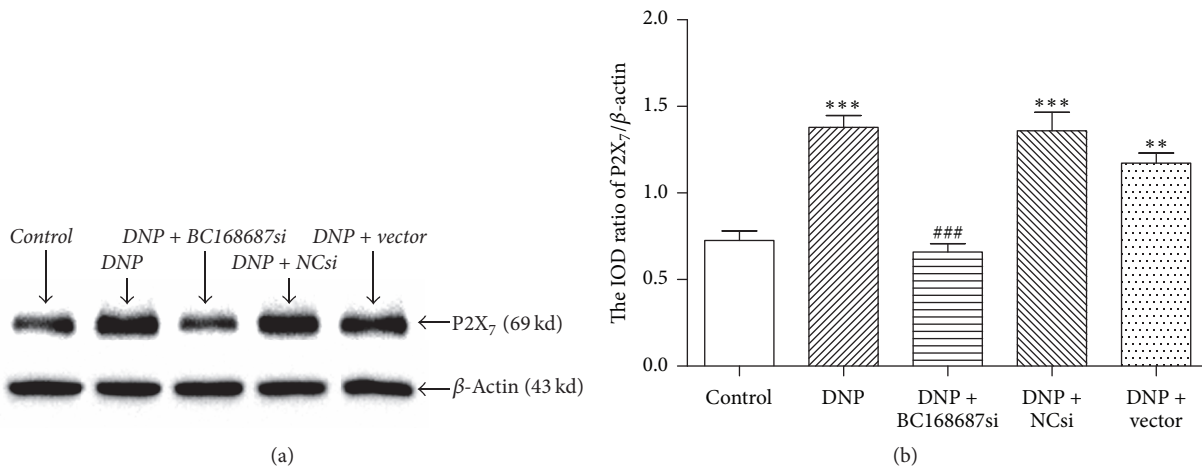 Control
DNP + BC168687si
DNP + vector
DNP
DNP + NCsi
P2X₇ (69 kd)
β-Actin (43 kd)
(a)
The IOD ratio of P2X₇/β-actin
2.0
1.5
1.0
0.5
0.0
***
###
***
**
Control
DNP
DNP +
BC168687si
DNP +
NCsi
DNP +
vector
(b)